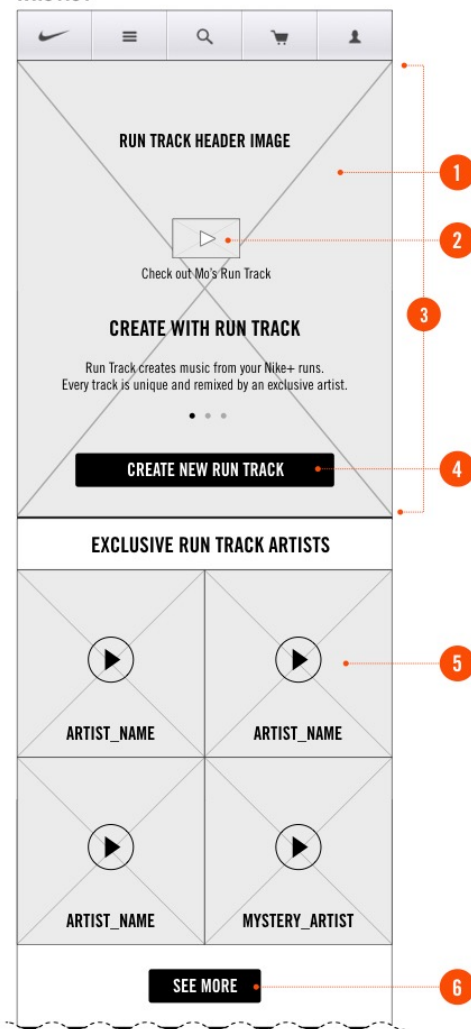 RUN TRACK HEADER IMAGE
1
2
Check out Mo's Run Track
3
CREATE WITH RUN TRACK
Run Track creates music from your Nike+ runs.
Every track is unique and remixed by an exclusive artist.
CREATE NEW RUN TRACK
4
EXCLUSIVE RUN TRACK ARTISTS
5
ARTIST_NAME
ARTIST_NAME
ARTIST_NAME
MYSTERY_ARTIST
SEE MORE
6